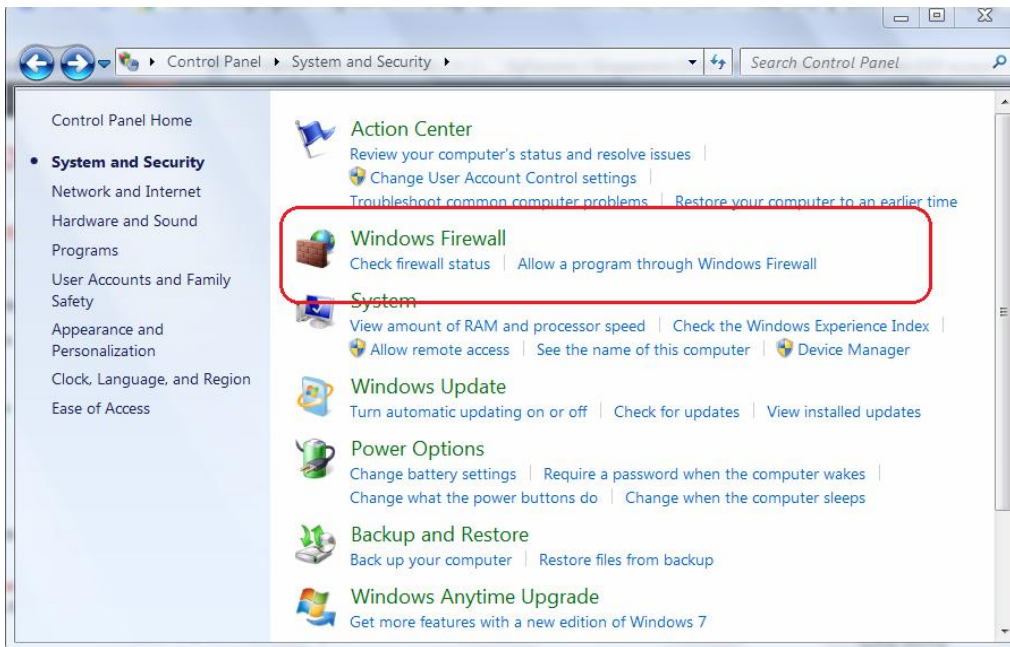 Control Panel System and Security
Search Control Panel
Control Panel Home
System and Security
Network and Internet
Hardware and Sound
Programs
User Accounts and Family
Safety
Appearance and
Personalization
Clock, Language, and Region
Ease of Access
Action Center
Review your computer's status and resolve issues
Change User Account Control settings
Troubleshoot common computer problems Restore your computer to an earlier time
Windows Firewall
Check firewall status Allow a program through Windows Firewall
System
View amount of RAM and processor speed Check the Windows Experience Index
Allow remote access See the name of this computer Device Manager
Windows Update
Turn automatic updating on or off Check for updates View installed updates
Power Options
Change battery settings Require a password when the computer wakes
Change what the power buttons do Change when the computer sleeps
Backup and Restore
Back up your computer Restore files from backup
Windows Anytime Upgrade
Get more features with a new edition of Windows 7